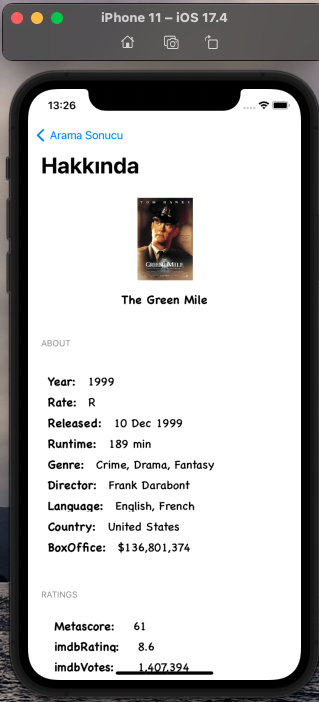 iPhone 11 – iOS 17.4
13:26
Arama Sonucu
Hakkında
TOM HANKS
THE GREEN MILE
The Green Mile
ABOUT
Year: 1999
Rate: R
Released: 10 Dec 1999
Runtime: 189 min
Genre: Crime, Drama, Fantasy
Director: Frank Darabont
Language: English, French
Country: United States
BoxOffice: $136,801,374
RATINGS
Metascore: 61
imdbRating: 8.6
imdbVotes: 1,407,394